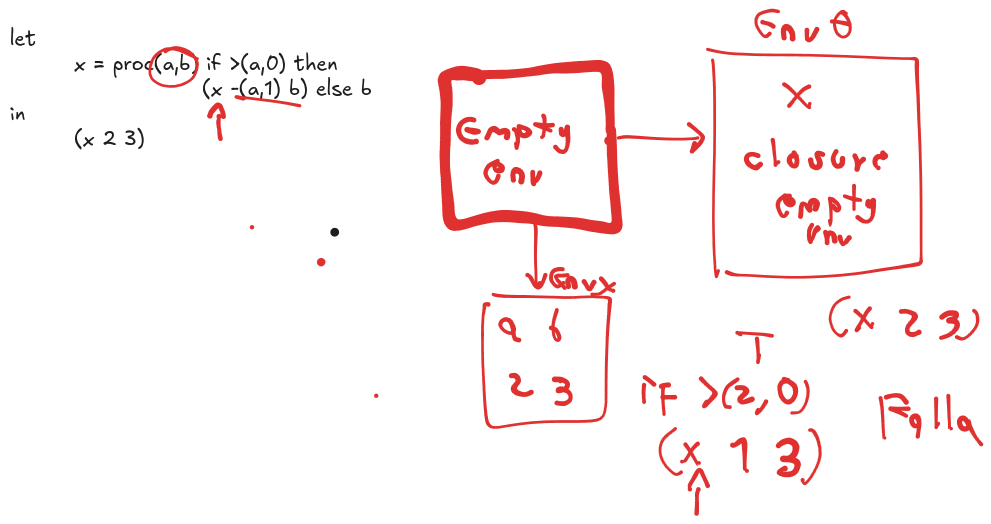 let
x = proc(a,b) if >(a,0) then
(x -(a,1) b) else b
in
(x 2 3)
Empty
env
Env θ
x
closure
empty
env
Env x
a b
2 3
(x 2 3)
T
if >(2,0)
(x 1 3)
Falla